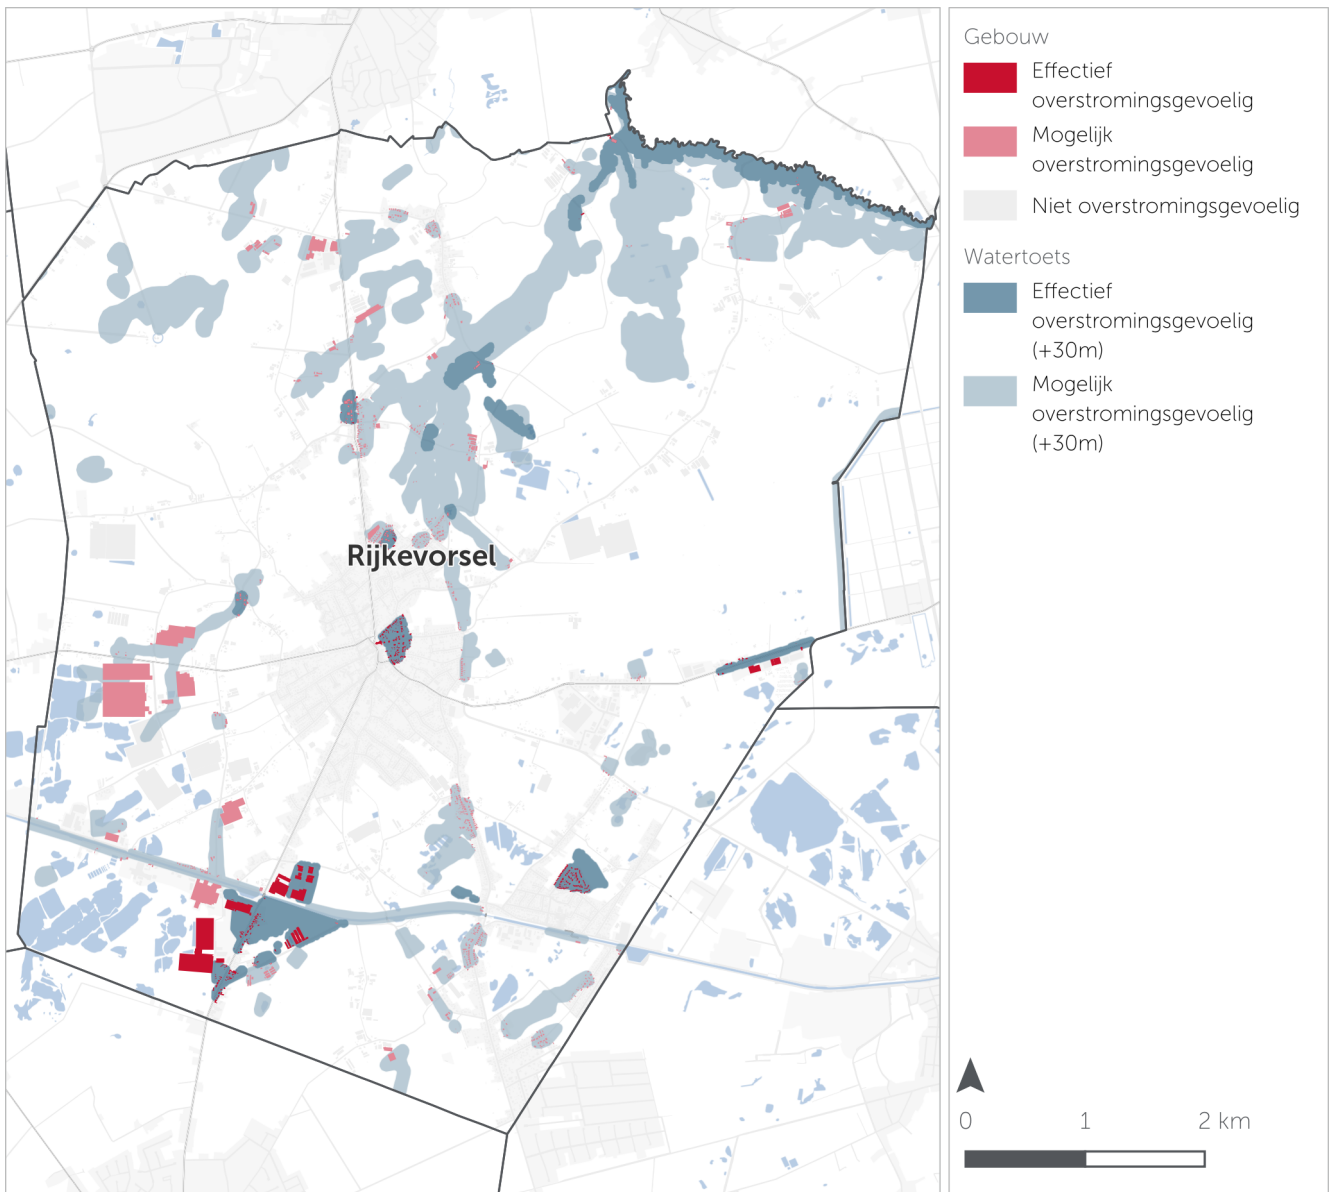 Rijkevorsel
Gebouw
Effectief
overstromingsgevoelig
Mogelijk
overstromingsgevoelig
Niet overstromingsgevoelig
Watertoets
Effectief
overstromingsgevoelig
(+30m)
Mogelijk
overstromingsgevoelig
(+30m)
0 1 2 km